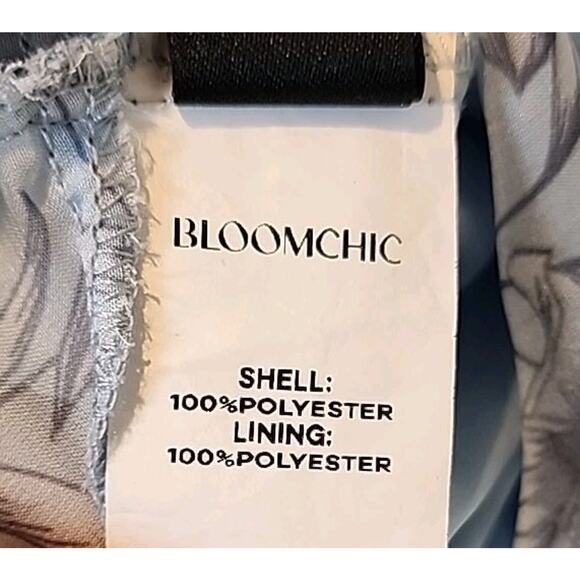 BLOOMCHIC
SHELL:
100%POLYESTER
LINING:
100%POLYESTER